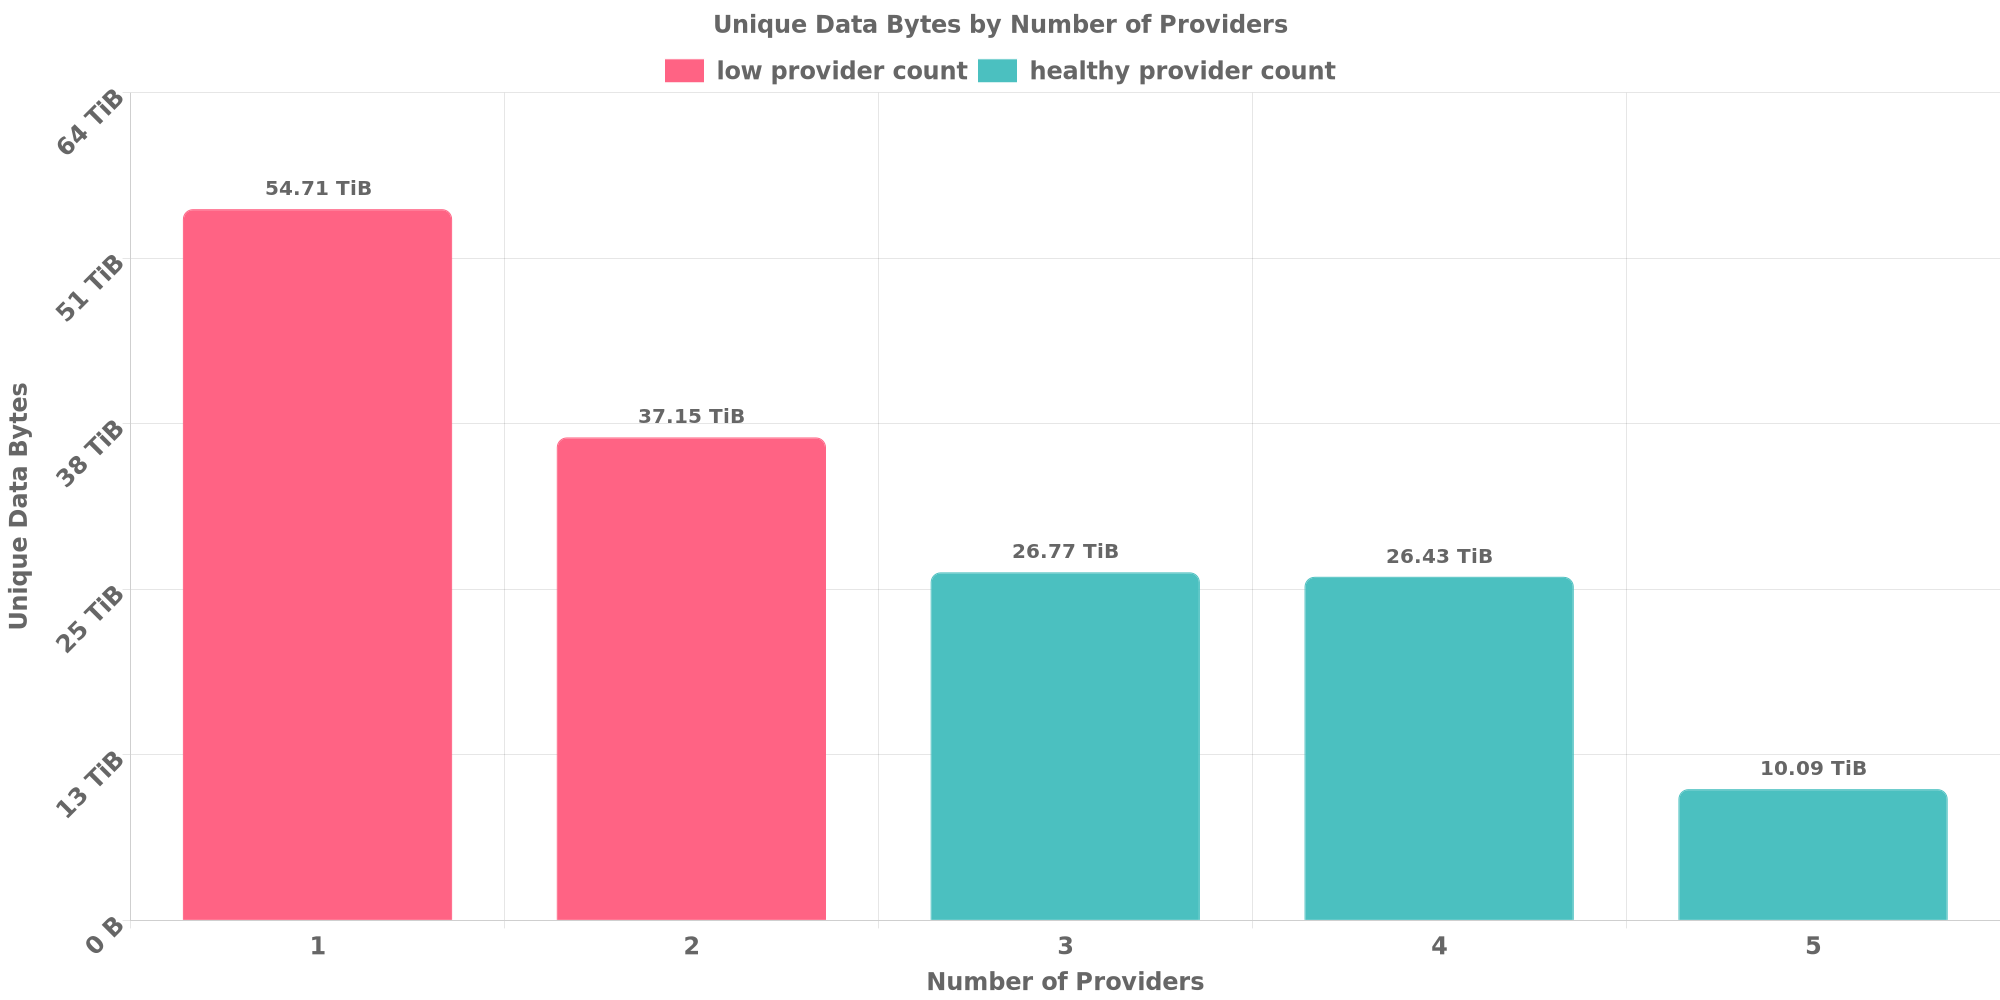 Unique Data Bytes by Number of Providers
low provider count healthy provider count
64 TiB
51 TiB
38 TiB
25 TiB
13 TiB
0 B
Unique Data Bytes
54.71 TiB
37.15 TiB
26.77 TiB
26.43 TiB
10.09 TiB
1 2 3 4 5
Number of Providers